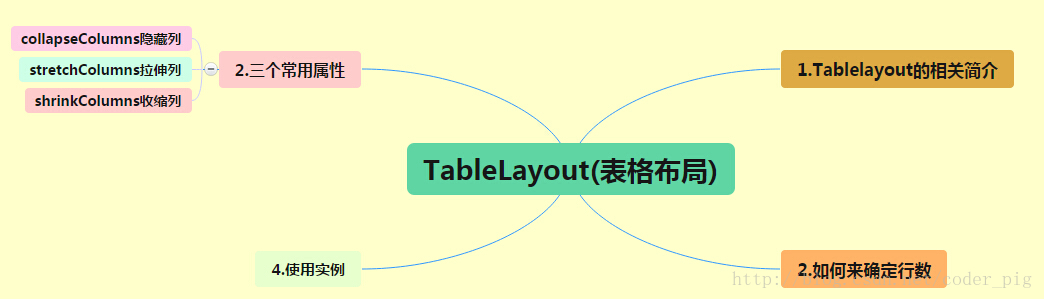 TableLayout(表格布局)
1.Tablelayout的相关简介
2.如何来确定行数
2.三个常用属性
collapseColumns隐藏列
stretchColumns拉伸列
shrinkColumns收缩列
4.使用实例
http:
coder_pig